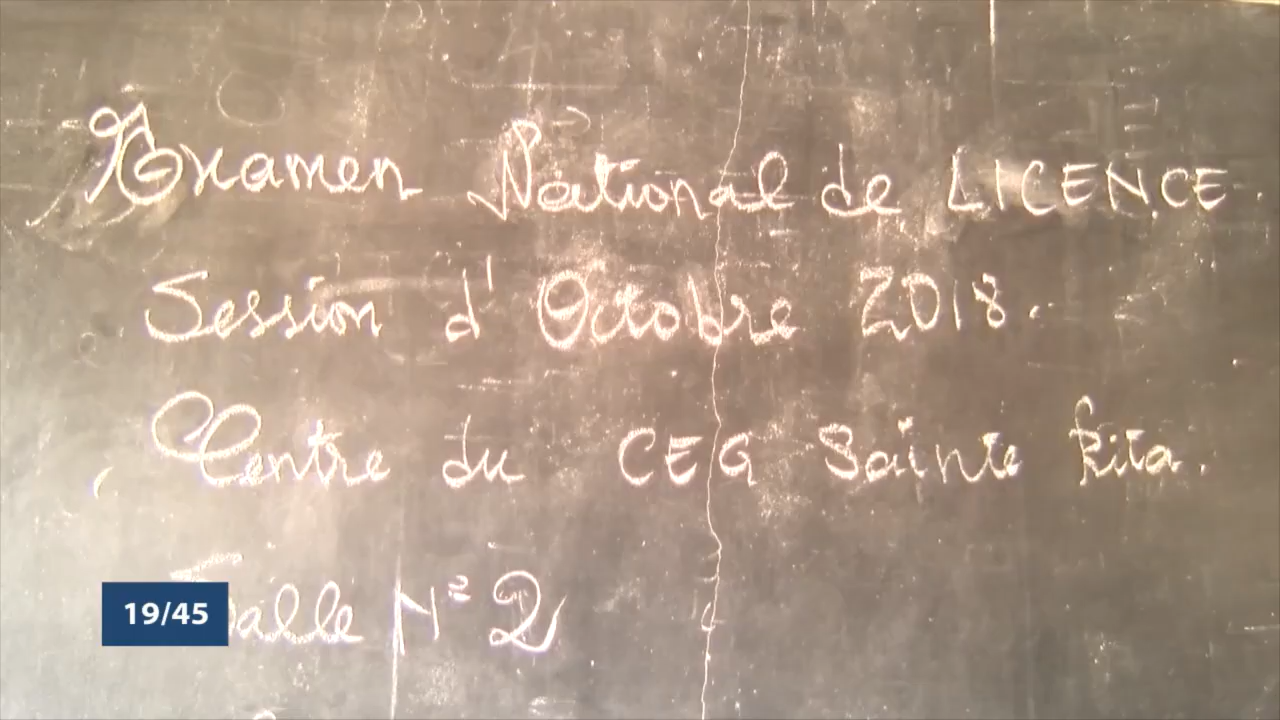 Examen National de LICENCE.
Session d'Octobre 2018.
Centre du CEG Sainte Rita.
Salle N° 2
19/45